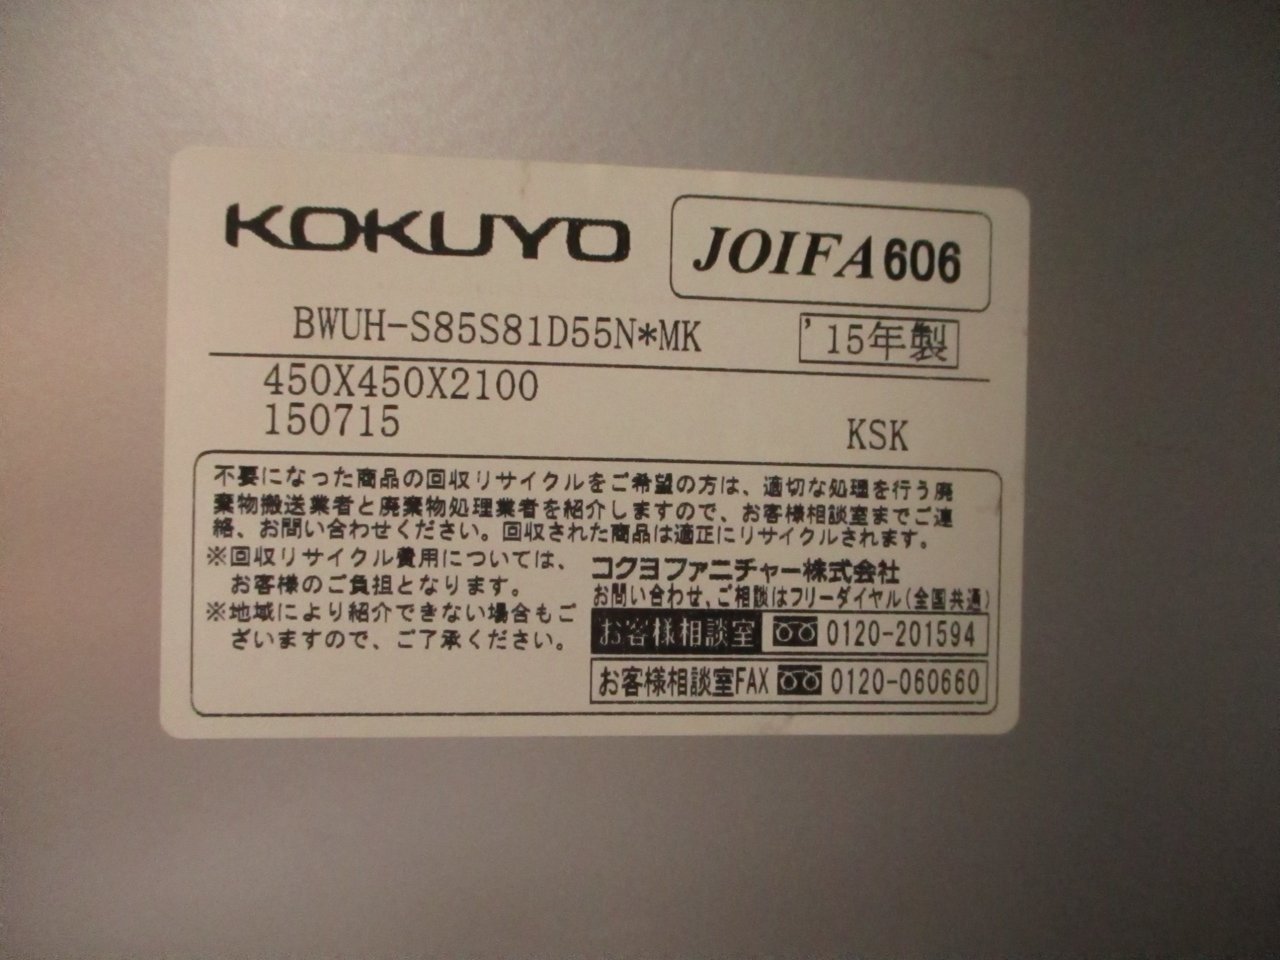 KOKUYO
JOIFA606
BWUH-S85S81D55N*MK
'15年製
450X450X2100
150715
KSK
不要になった商品の回収リサイクルをご希望の方は、適切な処理を行う廃
棄物搬送業者と廃棄物処理業者を紹介しますので、お客様相談室までご連
絡、お問い合わせください。回収された商品は適正にリサイクルされます。
※回収リサイクル費用については、
お客様のご負担となります。
※地域により紹介できない場合もご
ざいますので、ご了承ください。
コクヨファニチャー株式会社
お問い合わせ、ご相談はフリーダイヤル(全国共通)
お客様相談室 0120-201594
お客様相談室FAX 0120-060660